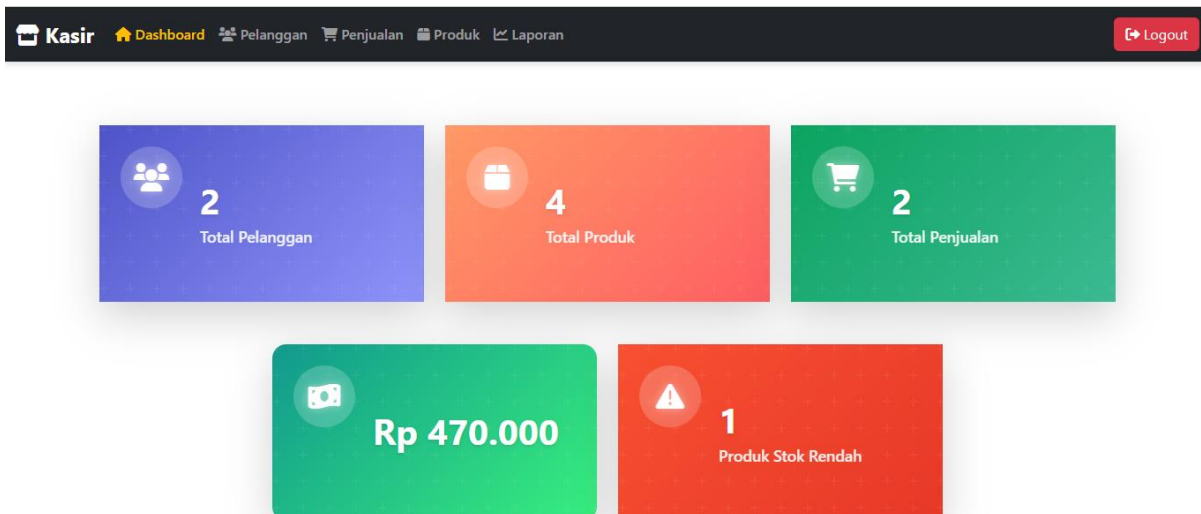 Kasir Dashboard Pelanggan Penjualan Produk Laporan Logout
2
Total Pelanggan
4
Total Produk
2
Total Penjualan
Rp 470.000
1
Produk Stok Rendah